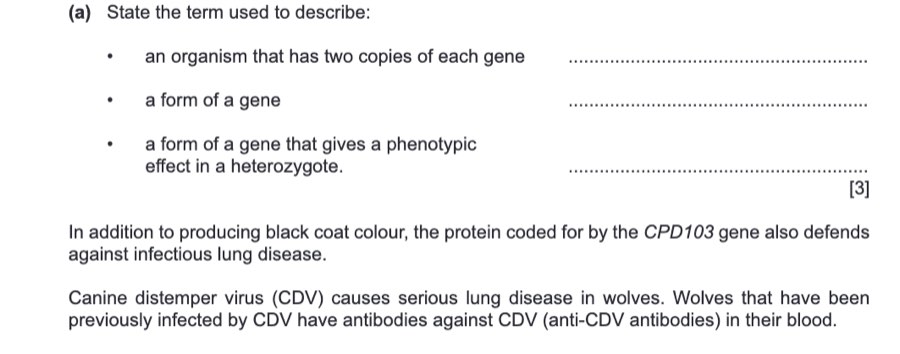 (a) State the term used to describe:
• an organism that has two copies of each gene ............................................................
• a form of a gene ............................................................
• a form of a gene that gives a phenotypic
effect in a heterozygote. ............................................................
[3]
In addition to producing black coat colour, the protein coded for by the CPD103 gene also defends
against infectious lung disease.
Canine distemper virus (CDV) causes serious lung disease in wolves. Wolves that have been
previously infected by CDV have antibodies against CDV (anti-CDV antibodies) in their blood.